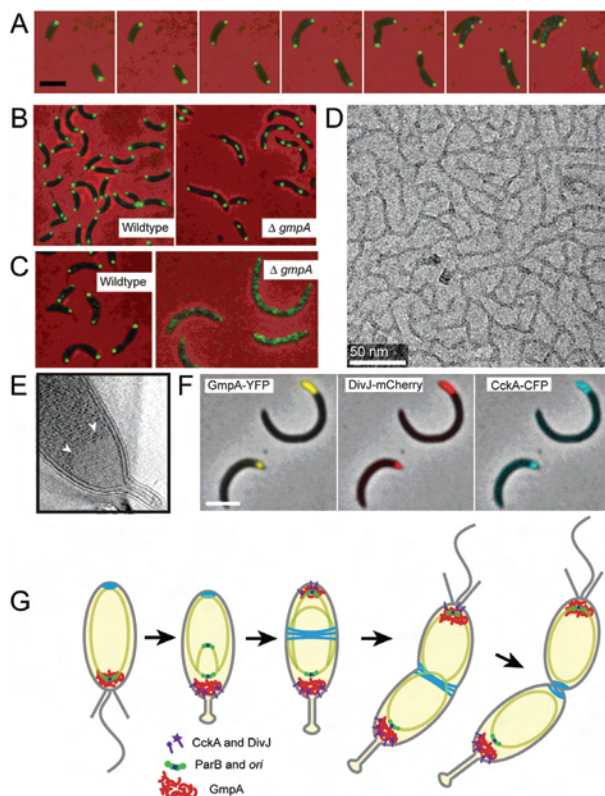 A
B
Wildtype
Δ gmpA
C
Wildtype
Δ gmpA
D
50 nm
E
F
GmpA-YFP
DivJ-mCherry
CckA-CFP
G
CckA and DivJ
ParB and ori
GmpA